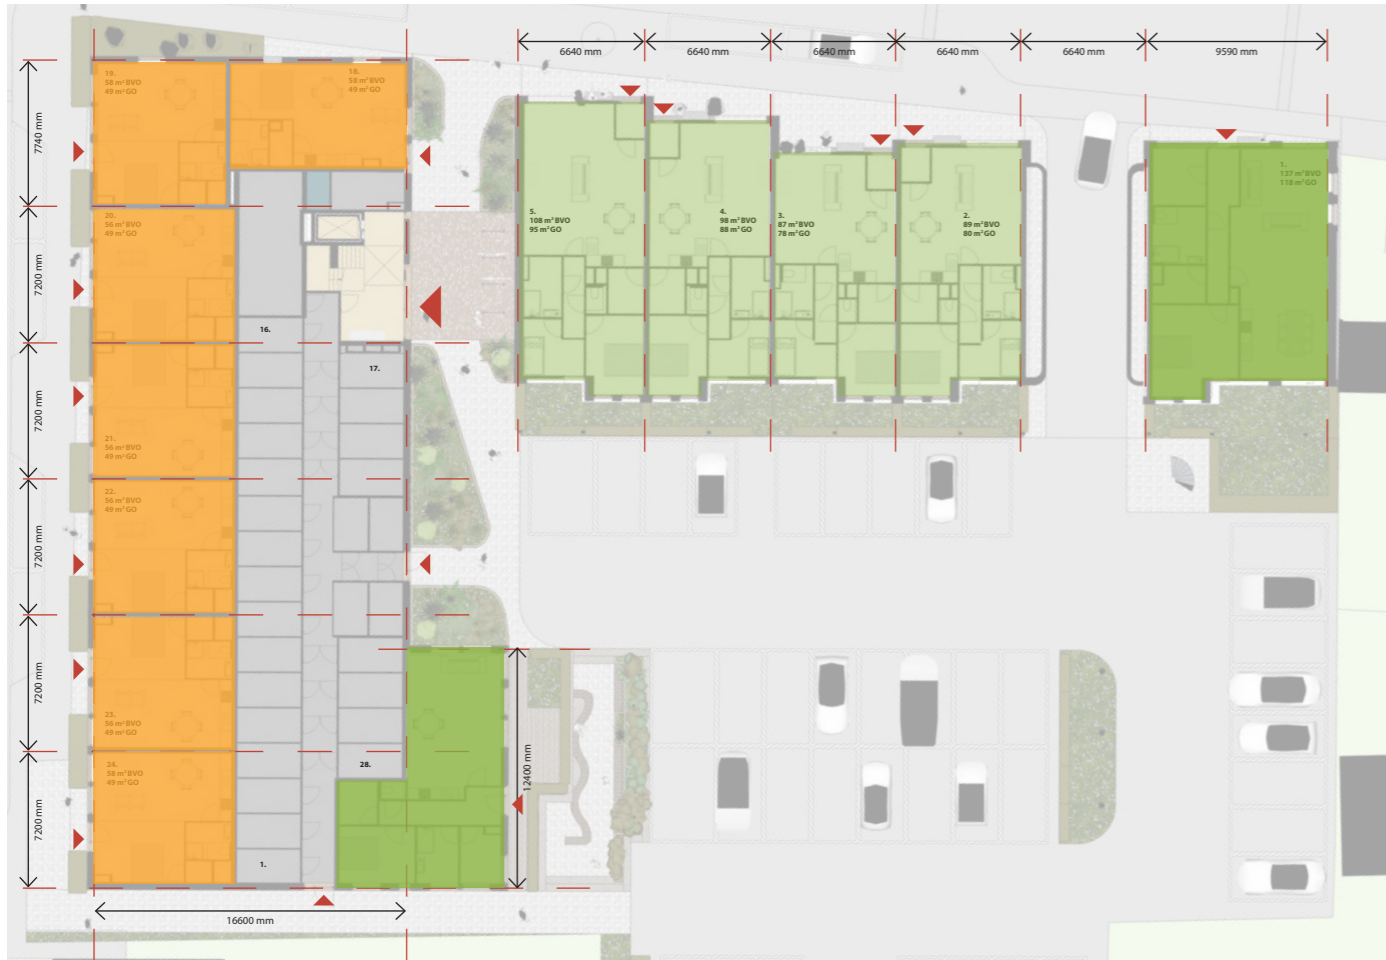 6640 mm
6640 mm
6640 mm
6640 mm
6640 mm
9590 mm
7740 mm
7200 mm
7200 mm
7200 mm
7200 mm
7200 mm
19.
58 m² BVO
49 m² GO
18.
58 m² BVO
49 m² GO
20.
56 m² BVO
49 m² GO
21.
56 m² BVO
49 m² GO
22.
56 m² BVO
49 m² GO
23.
56 m² BVO
49 m² GO
24.
58 m² BVO
49 m² GO
16.
17.
28.
1.
5.
108 m² BVO
95 m² GO
4.
98 m² BVO
88 m² GO
3.
87 m² BVO
78 m² GO
2.
89 m² BVO
80 m² GO
1.
137 m² BVO
118 m² GO
12400 mm
16600 mm